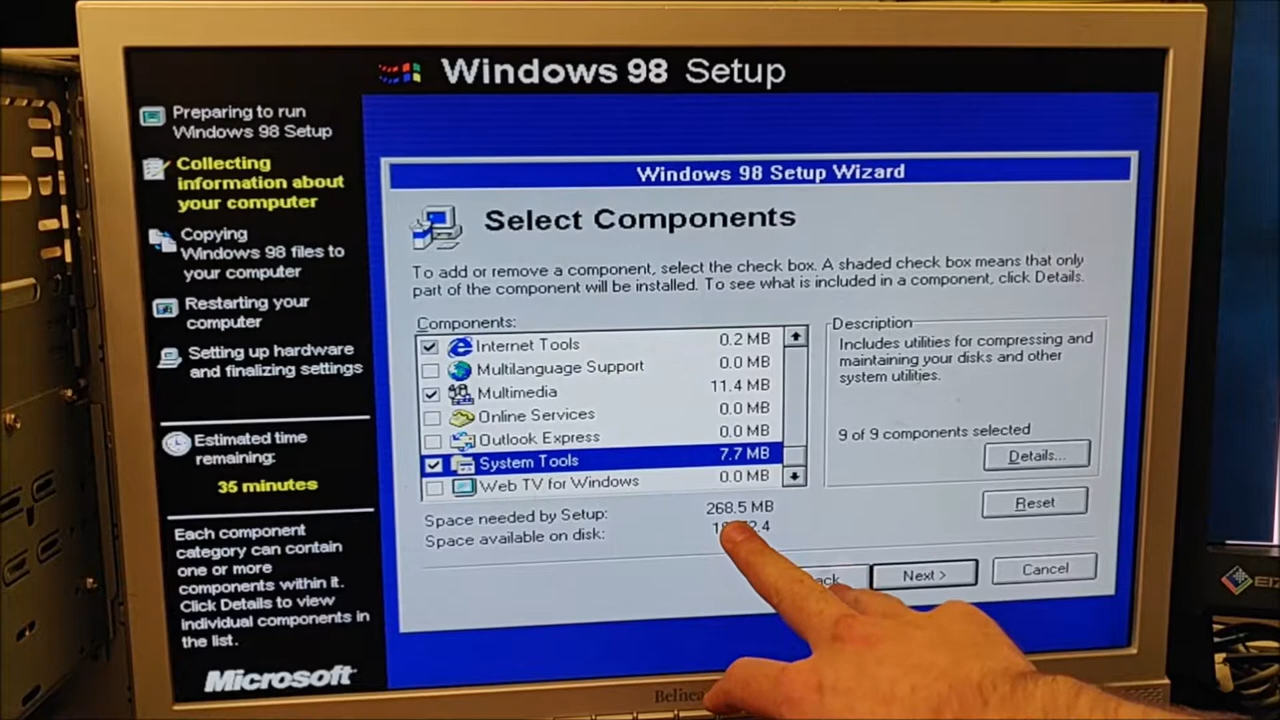 Windows 98 Setup
Preparing to run
Windows 98 Setup
Collecting
information about
your computer
Copying
Windows 98 files to
your computer
Restarting your
computer
Setting up hardware
and finalizing settings
Estimated time
remaining:
35 minutes
Each component
category can contain
one or more
components within it.
Click Details to view
individual components in
the list.
Microsoft
Windows 98 Setup Wizard
Select Components
To add or remove a component, select the check box. A shaded check box means that only
part of the component will be installed. To see what is included in a component, click Details.
Components:
Internet Tools 0.2 MB
Multilanguage Support 0.0 MB
Multimedia 11.4 MB
Online Services 0.0 MB
Outlook Express 0.0 MB
System Tools 7.7 MB
Web TV for Windows 0.0 MB
Space needed by Setup: 268.5 MB
Space available on disk:
Description
Includes utilities for compressing and
maintaining your disks and other
system utilities.
9 of 9 components selected
Details...
Reset
Next >
Cancel
Belinea